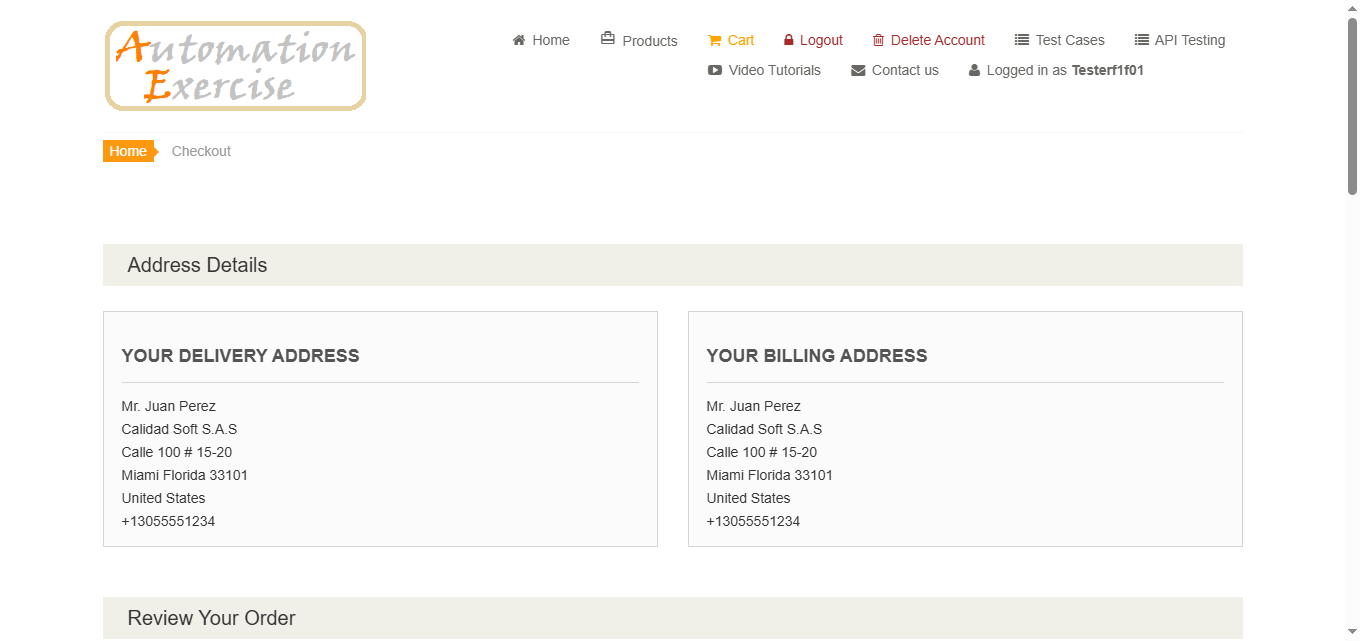 Automation
Exercise
Home Products Cart Logout Delete Account Test Cases API Testing
Video Tutorials Contact us Logged in as Testerf1f01
Home Checkout
Address Details
YOUR DELIVERY ADDRESS
Mr. Juan Perez
Calidad Soft S.A.S
Calle 100 # 15-20
Miami Florida 33101
United States
+13055551234
YOUR BILLING ADDRESS
Mr. Juan Perez
Calidad Soft S.A.S
Calle 100 # 15-20
Miami Florida 33101
United States
+13055551234
Review Your Order